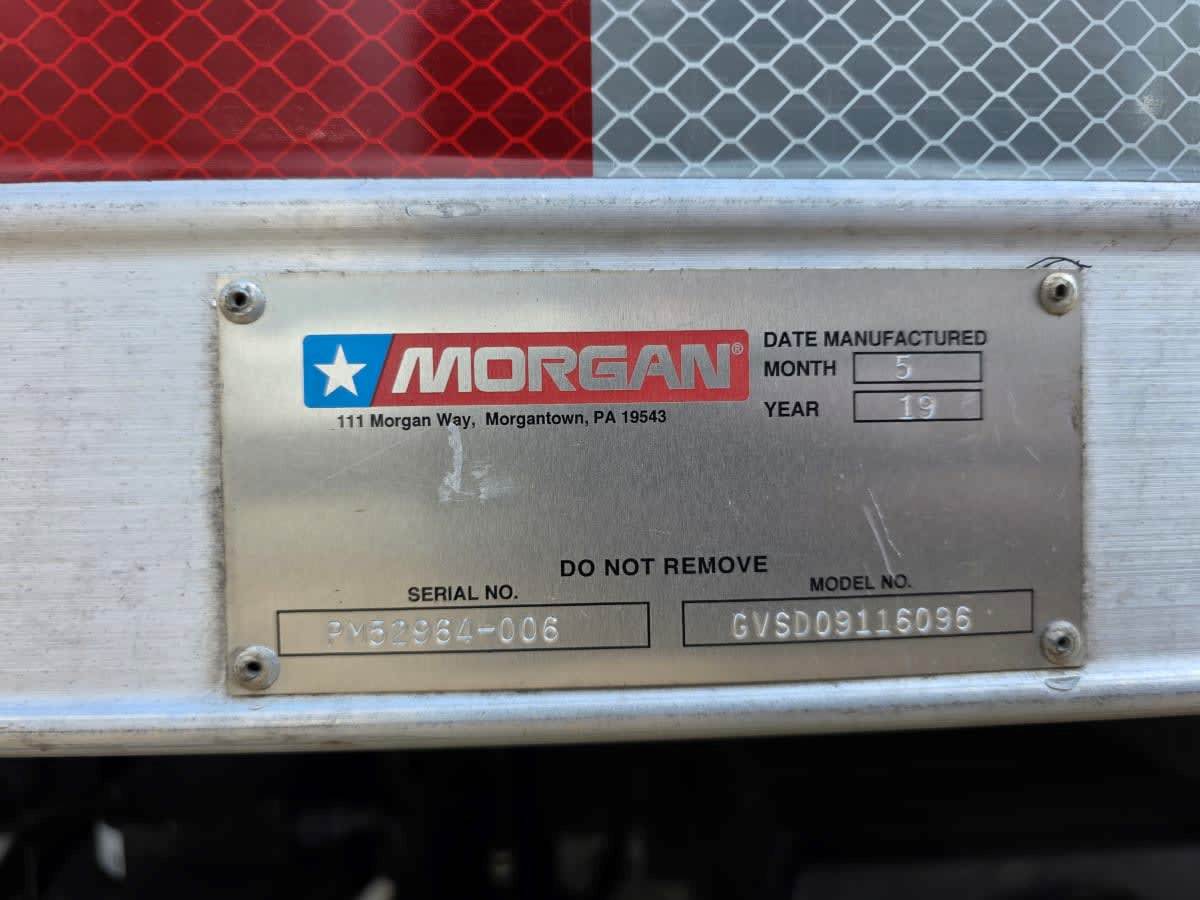 MORGAN®
111 Morgan Way, Morgantown, PA 19543
DATE MANUFACTURED
MONTH 5
YEAR 19
DO NOT REMOVE
SERIAL NO.
PM52964-006
MODEL NO.
GVSD09116096